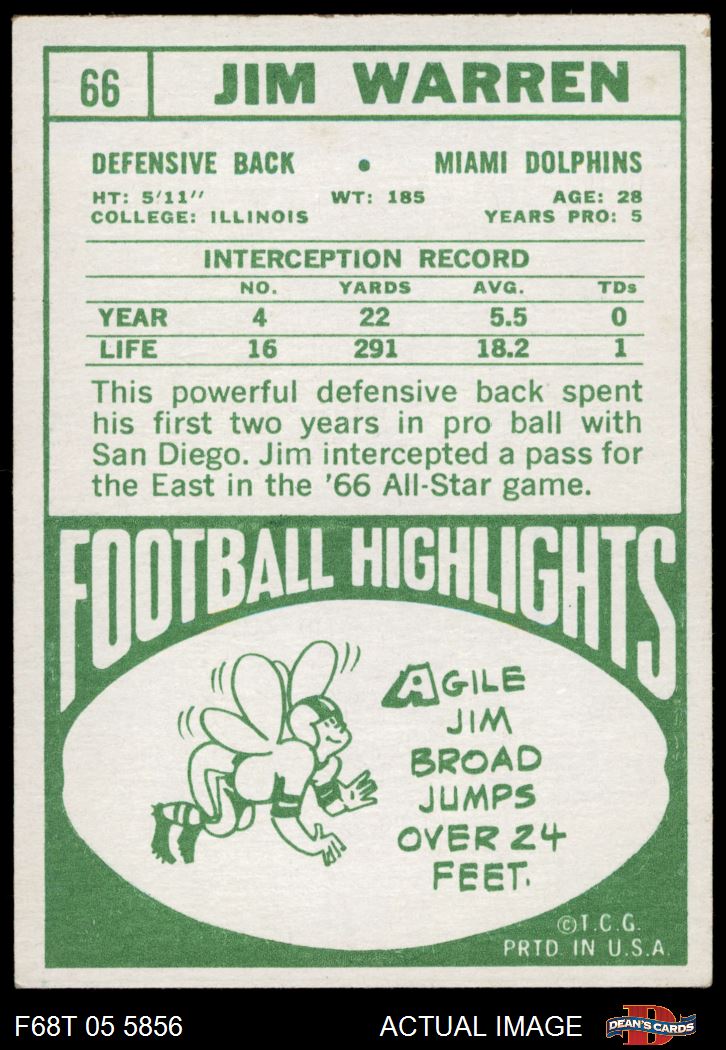 66 JIM WARREN
DEFENSIVE BACK • MIAMI DOLPHINS
HT: 5'11" WT: 185 AGE: 28
COLLEGE: ILLINOIS YEARS PRO: 5
INTERCEPTION RECORD
NO. YARDS AVG. TDs
YEAR 4 22 5.5 0
LIFE 16 291 18.2 1
This powerful defensive back spent
his first two years in pro ball with
San Diego. Jim intercepted a pass for
the East in the '66 All-Star game.
FOOTBALL HIGHLIGHTS
AGILE
JIM
BROAD
JUMPS
OVER 24
FEET.
©T.C.G.
PRTD. IN U.S.A.
F68T 05 5856 ACTUAL IMAGE D DEAN'S CARDS